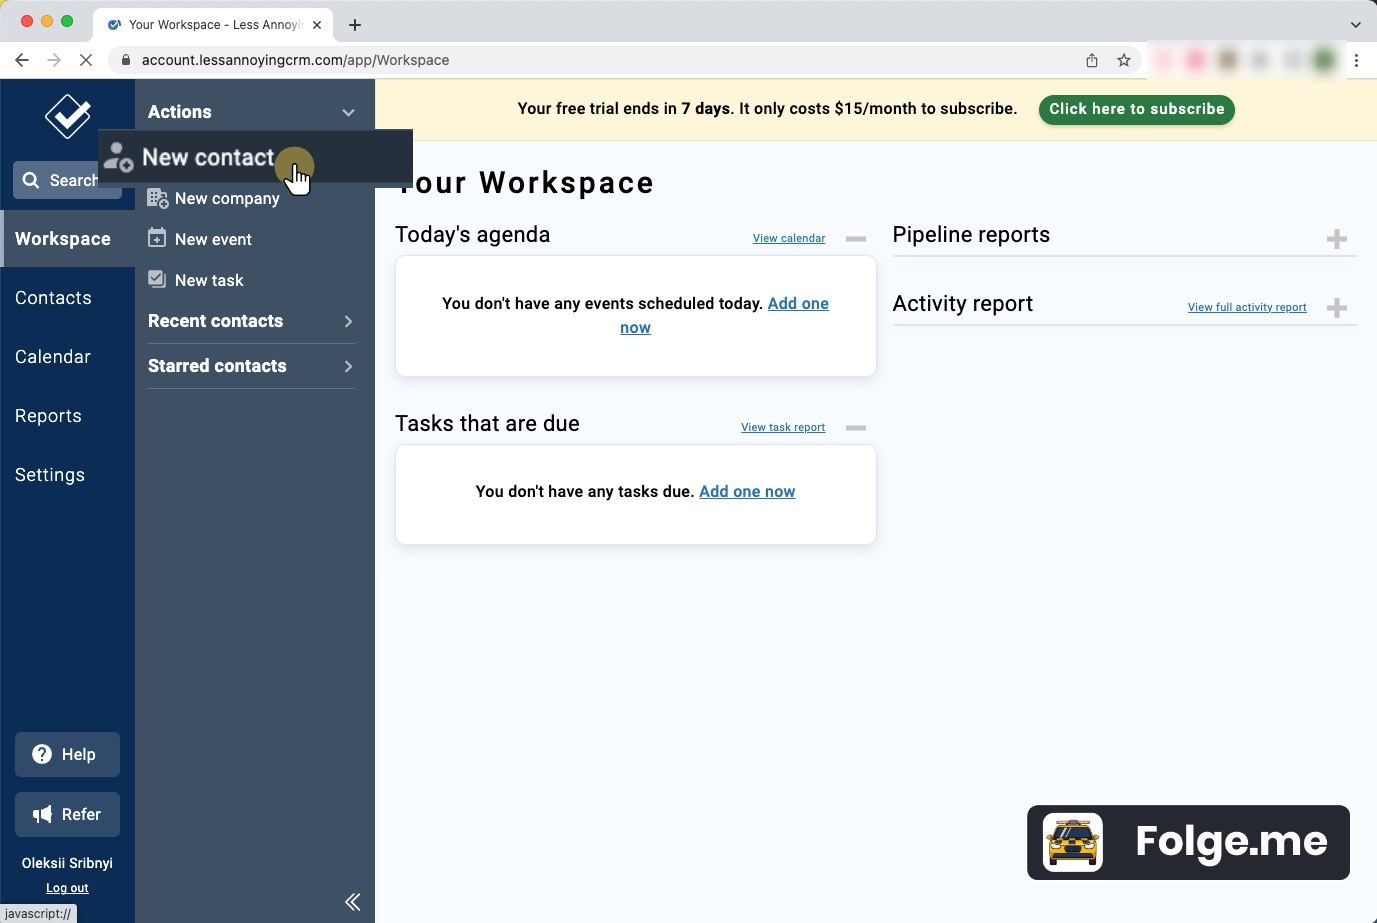 Your Workspace - Less Annoyin
account.lessannoyingcrm.com/app/Workspace
Your free trial ends in 7 days. It only costs $15/month to subscribe.
Click here to subscribe
Search
Workspace
Contacts
Calendar
Reports
Settings
Help
Refer
Oleksii Sribnyi
Log out
javascript://
Actions
New contact
New company
New event
New task
Recent contacts
Starred contacts
Your Workspace
Today's agenda
View calendar
You don't have any events scheduled today. Add one
now
Tasks that are due
View task report
You don't have any tasks due. Add one now
Pipeline reports
Activity report
View full activity report
Folge.me